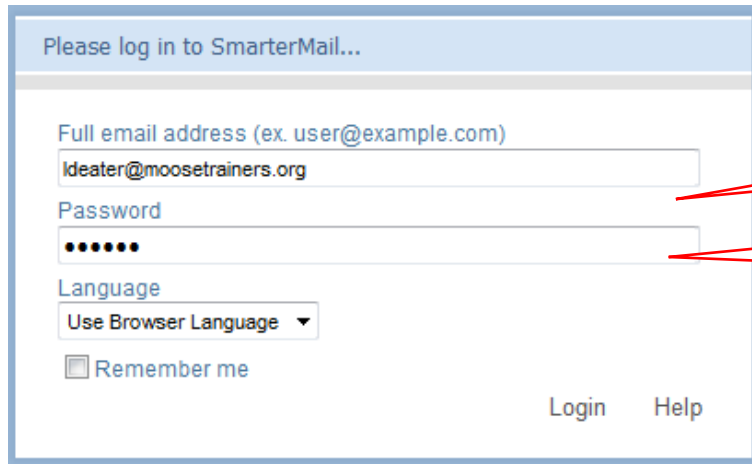 Please log in to SmarterMail...
Full email address (ex. user@example.com)
ldeater@moosetrainers.org
Password
••••••
Language
Use Browser Language
Remember me
Login Help